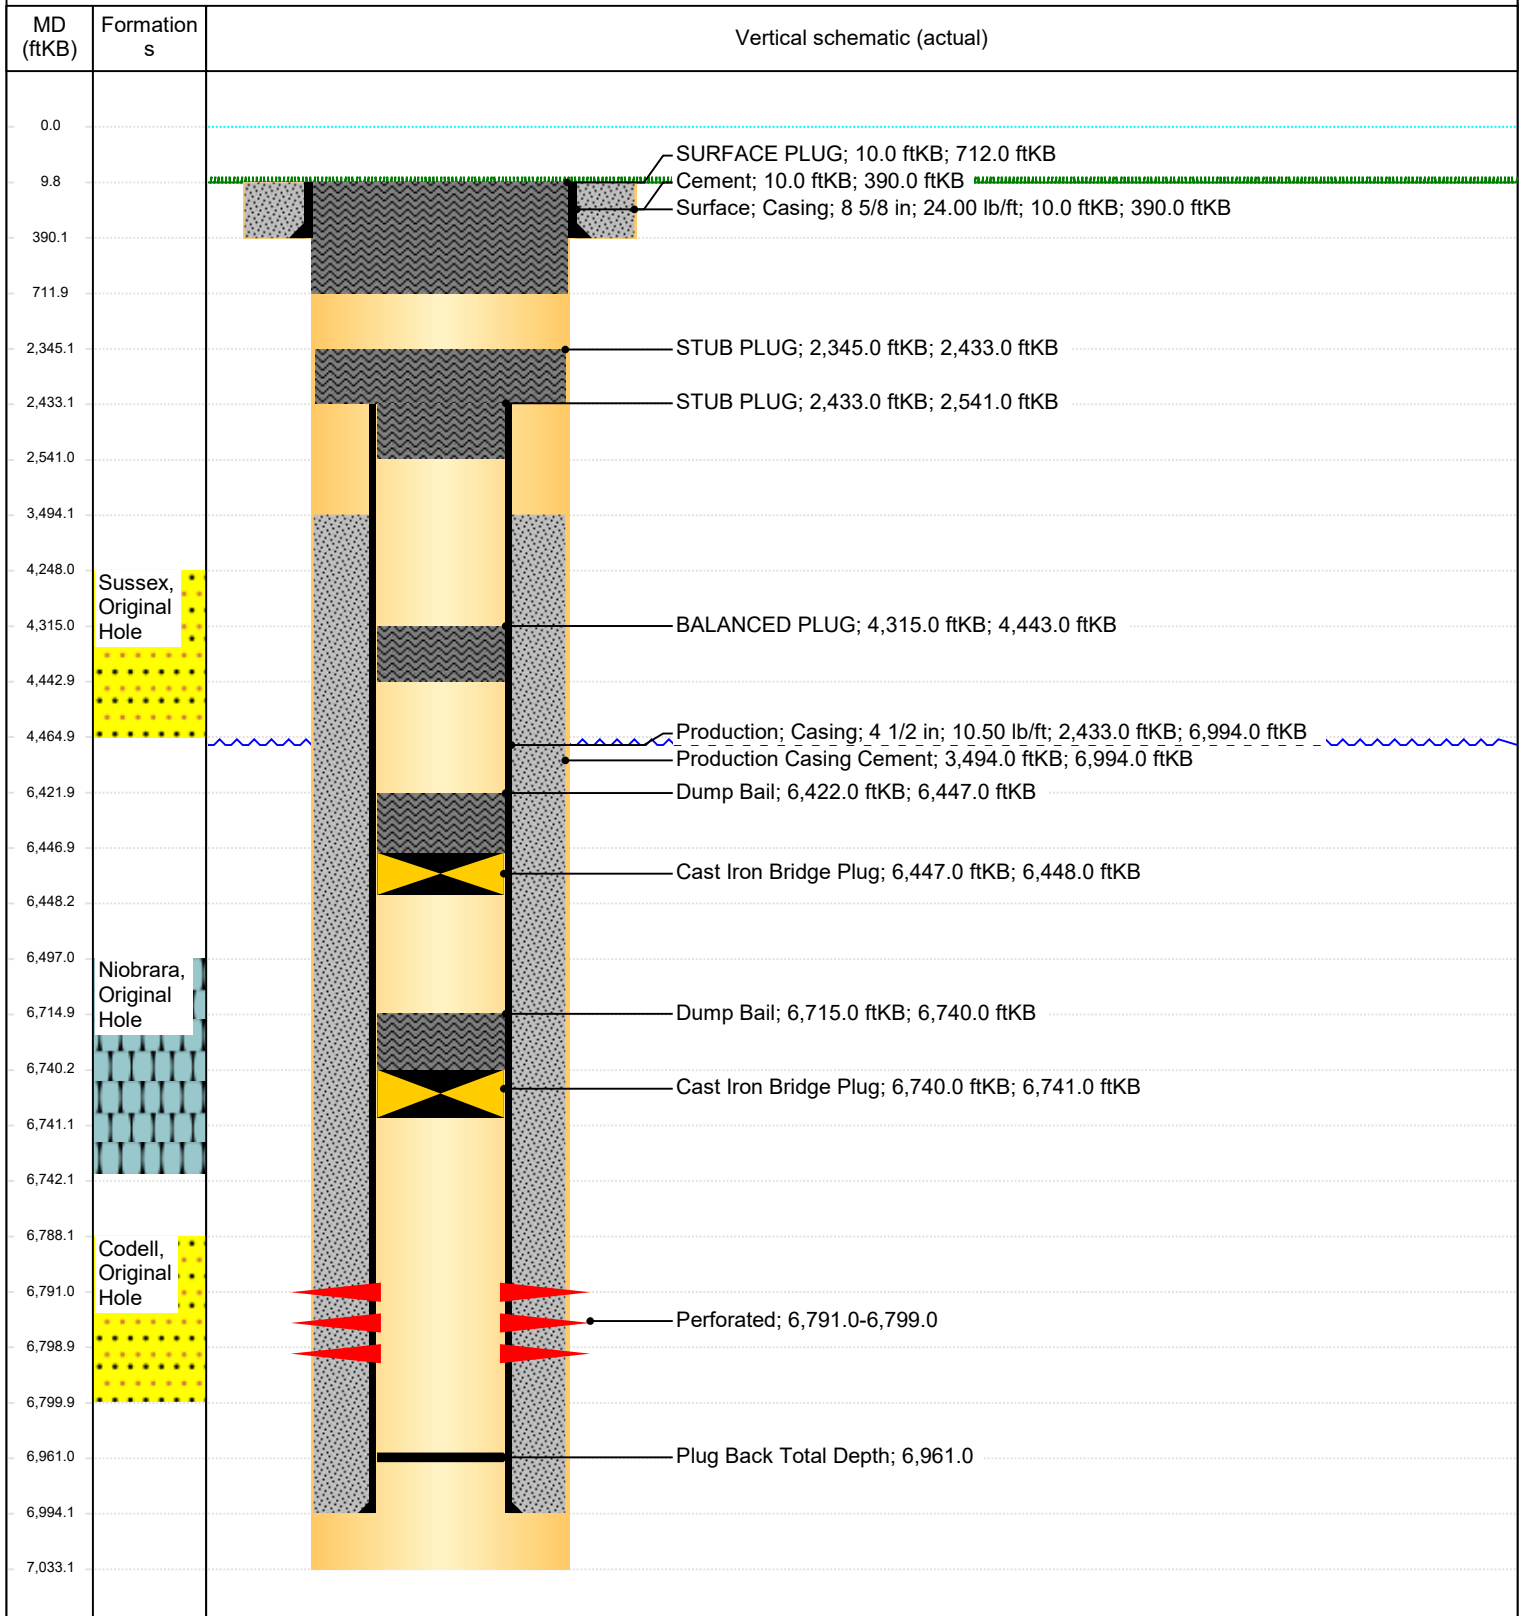 MD
(ftKB)
Formation
s
Vertical schematic (actual)
0.0
SURFACE PLUG; 10.0 ftKB; 712.0 ftKB
9.8
Cement; 10.0 ftKB; 390.0 ftKB
Surface; Casing; 8 5/8 in; 24.00 lb/ft; 10.0 ftKB; 390.0 ftKB
390.1
711.9
2,345.1
STUB PLUG; 2,345.0 ftKB; 2,433.0 ftKB
2,433.1
STUB PLUG; 2,433.0 ftKB; 2,541.0 ftKB
2,541.0
3,494.1
4,248.0
Sussex,
Original
Hole
4,315.0
BALANCED PLUG; 4,315.0 ftKB; 4,443.0 ftKB
4,442.9
4,464.9
Production; Casing; 4 1/2 in; 10.50 lb/ft; 2,433.0 ftKB; 6,994.0 ftKB
Production Casing Cement; 3,494.0 ftKB; 6,994.0 ftKB
6,421.9
Dump Bail; 6,422.0 ftKB; 6,447.0 ftKB
6,446.9
Cast Iron Bridge Plug; 6,447.0 ftKB; 6,448.0 ftKB
6,448.2
6,497.0
Niobrara,
Original
Hole
6,714.9
Dump Bail; 6,715.0 ftKB; 6,740.0 ftKB
6,740.2
Cast Iron Bridge Plug; 6,740.0 ftKB; 6,741.0 ftKB
6,741.1
6,742.1
6,788.1
Codell,
Original
Hole
6,791.0
Perforated; 6,791.0-6,799.0
6,798.9
6,799.9
6,961.0
Plug Back Total Depth; 6,961.0
6,994.1
7,033.1